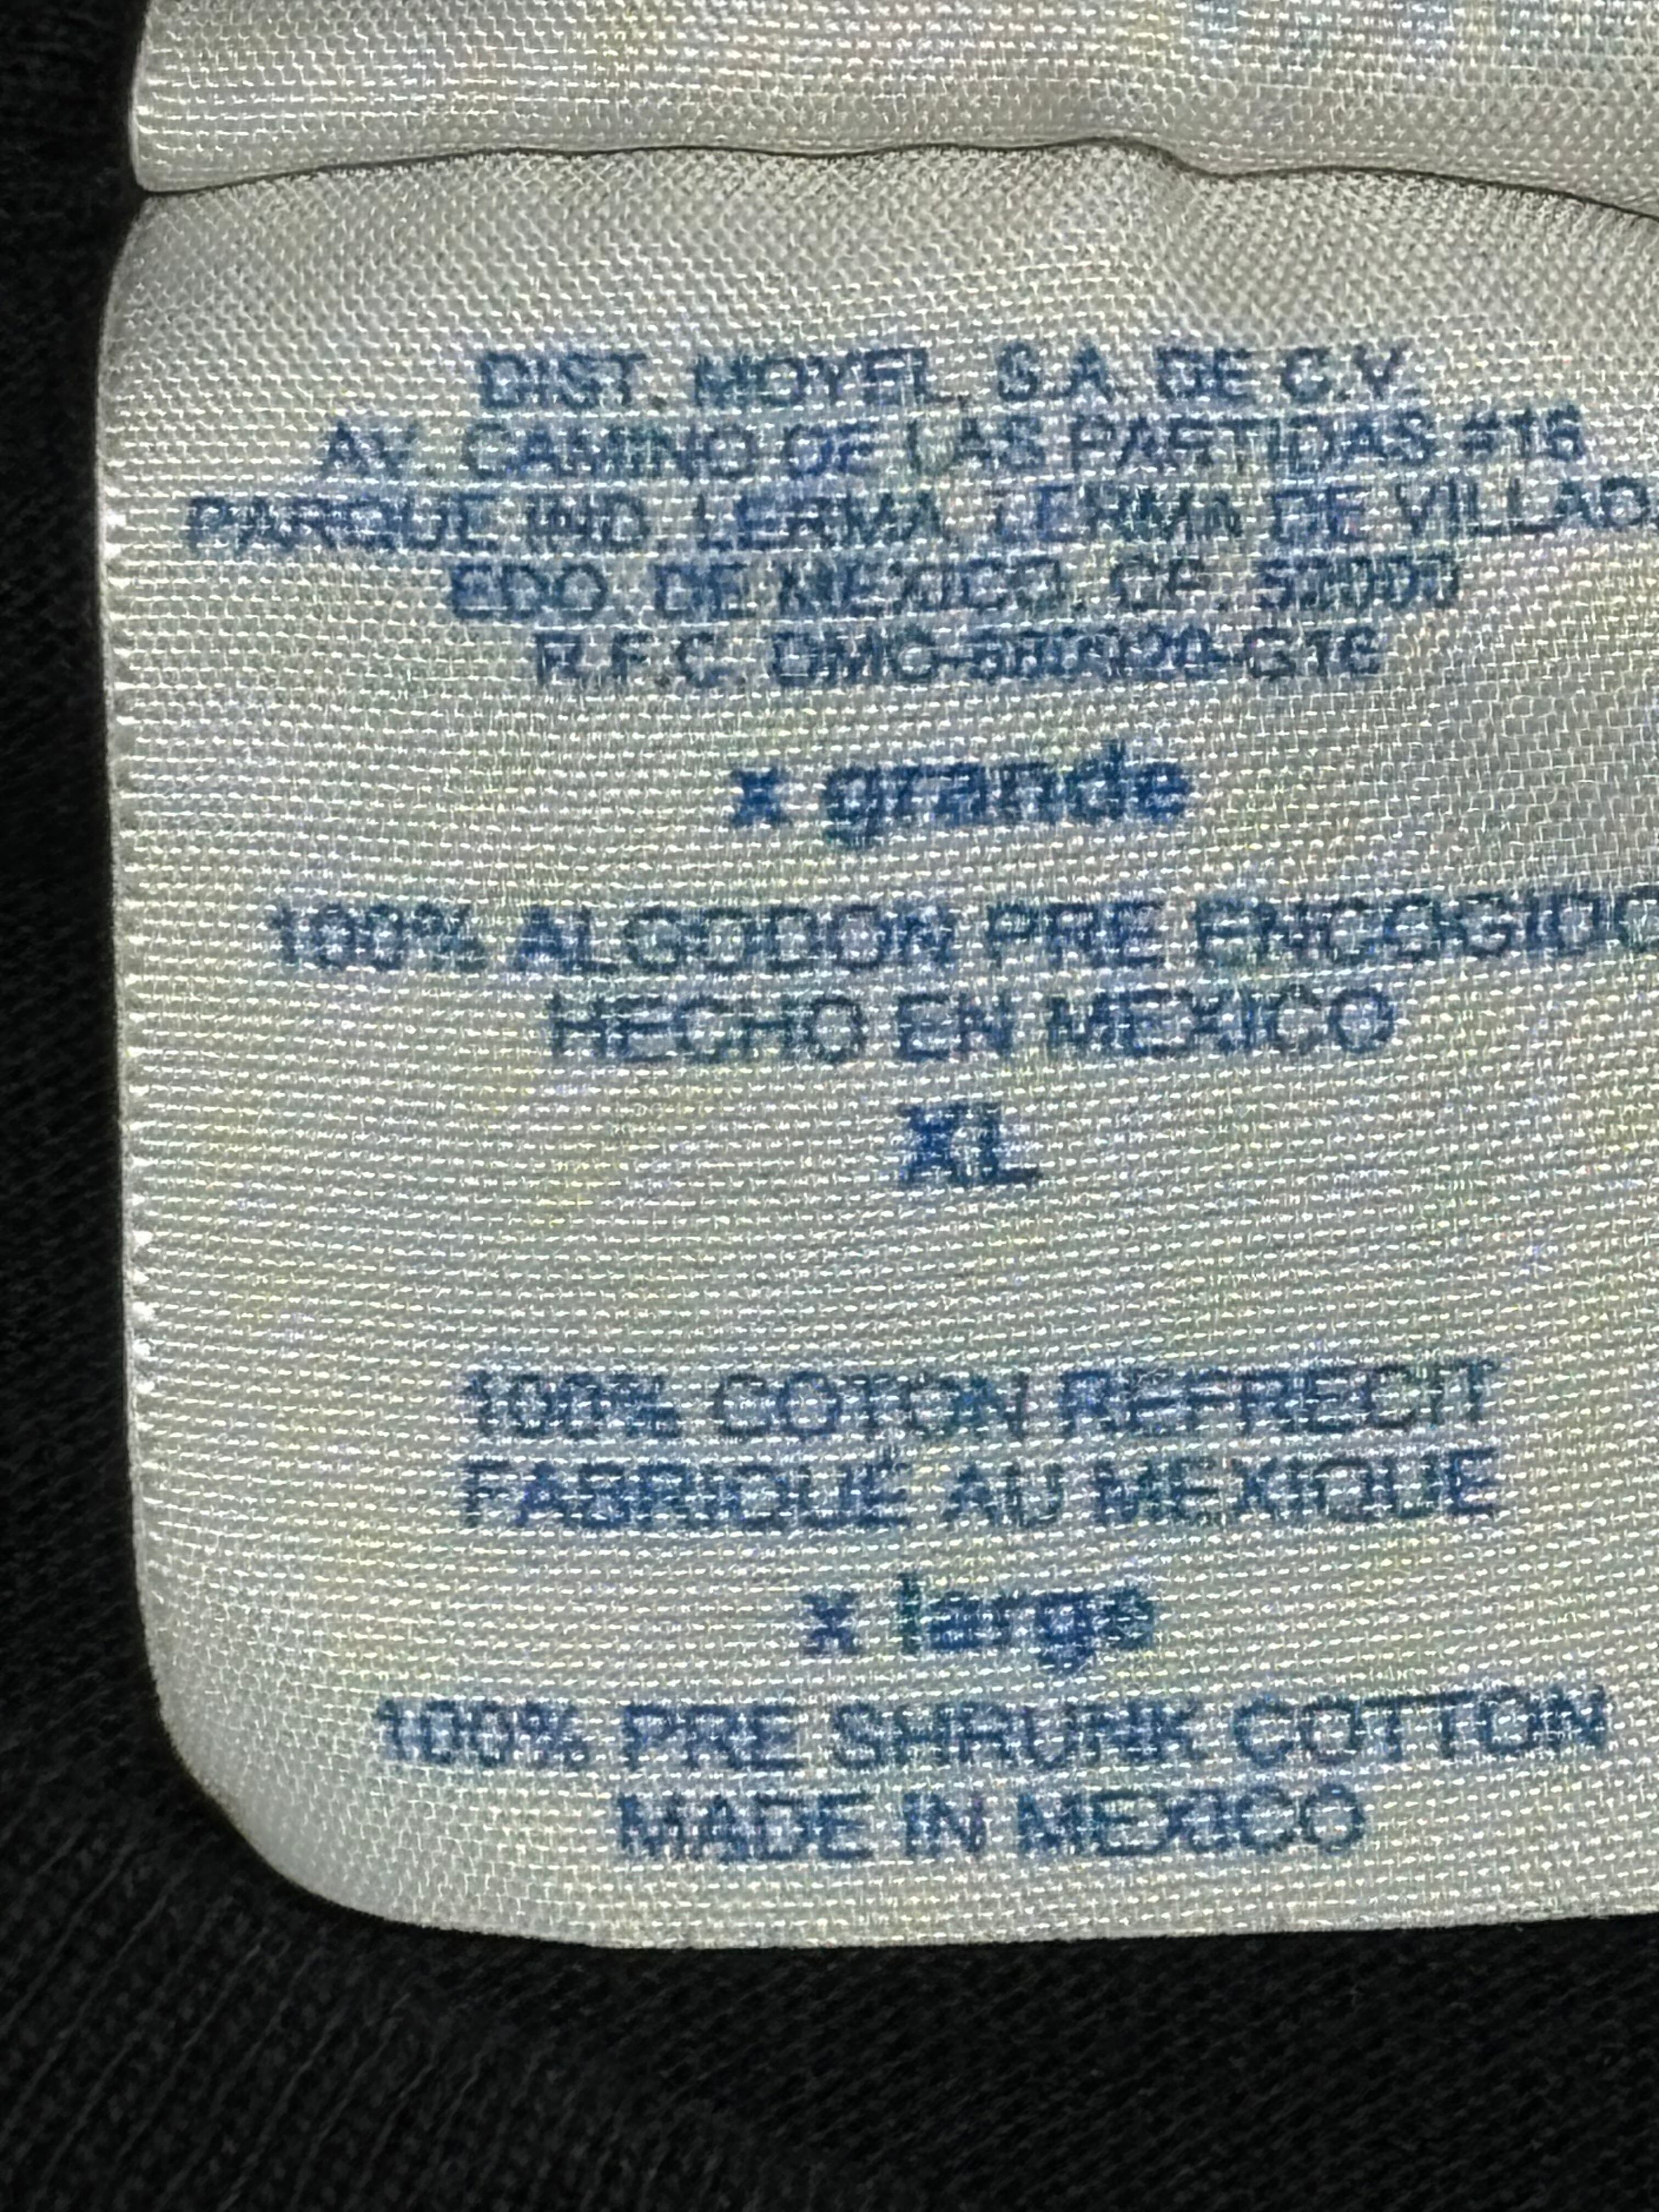 DIST. MOYEL, S.A. DE C.V.
AV. CAMINO DE LAS PARTIDAS #18
PARQUE IND. LERMA, LERMA DE
EDO. DE MEXICO, CP. 52000
R.F.C.
x grande
100% ALGODON PRE ENCOGIDO
HECHO EN MEXICO
XL
100% COTON REFRECIT
FABRIQUÉ AU MEXIQUE
x large
100% PRE SHRUNK COTTON
MADE IN MEXICO